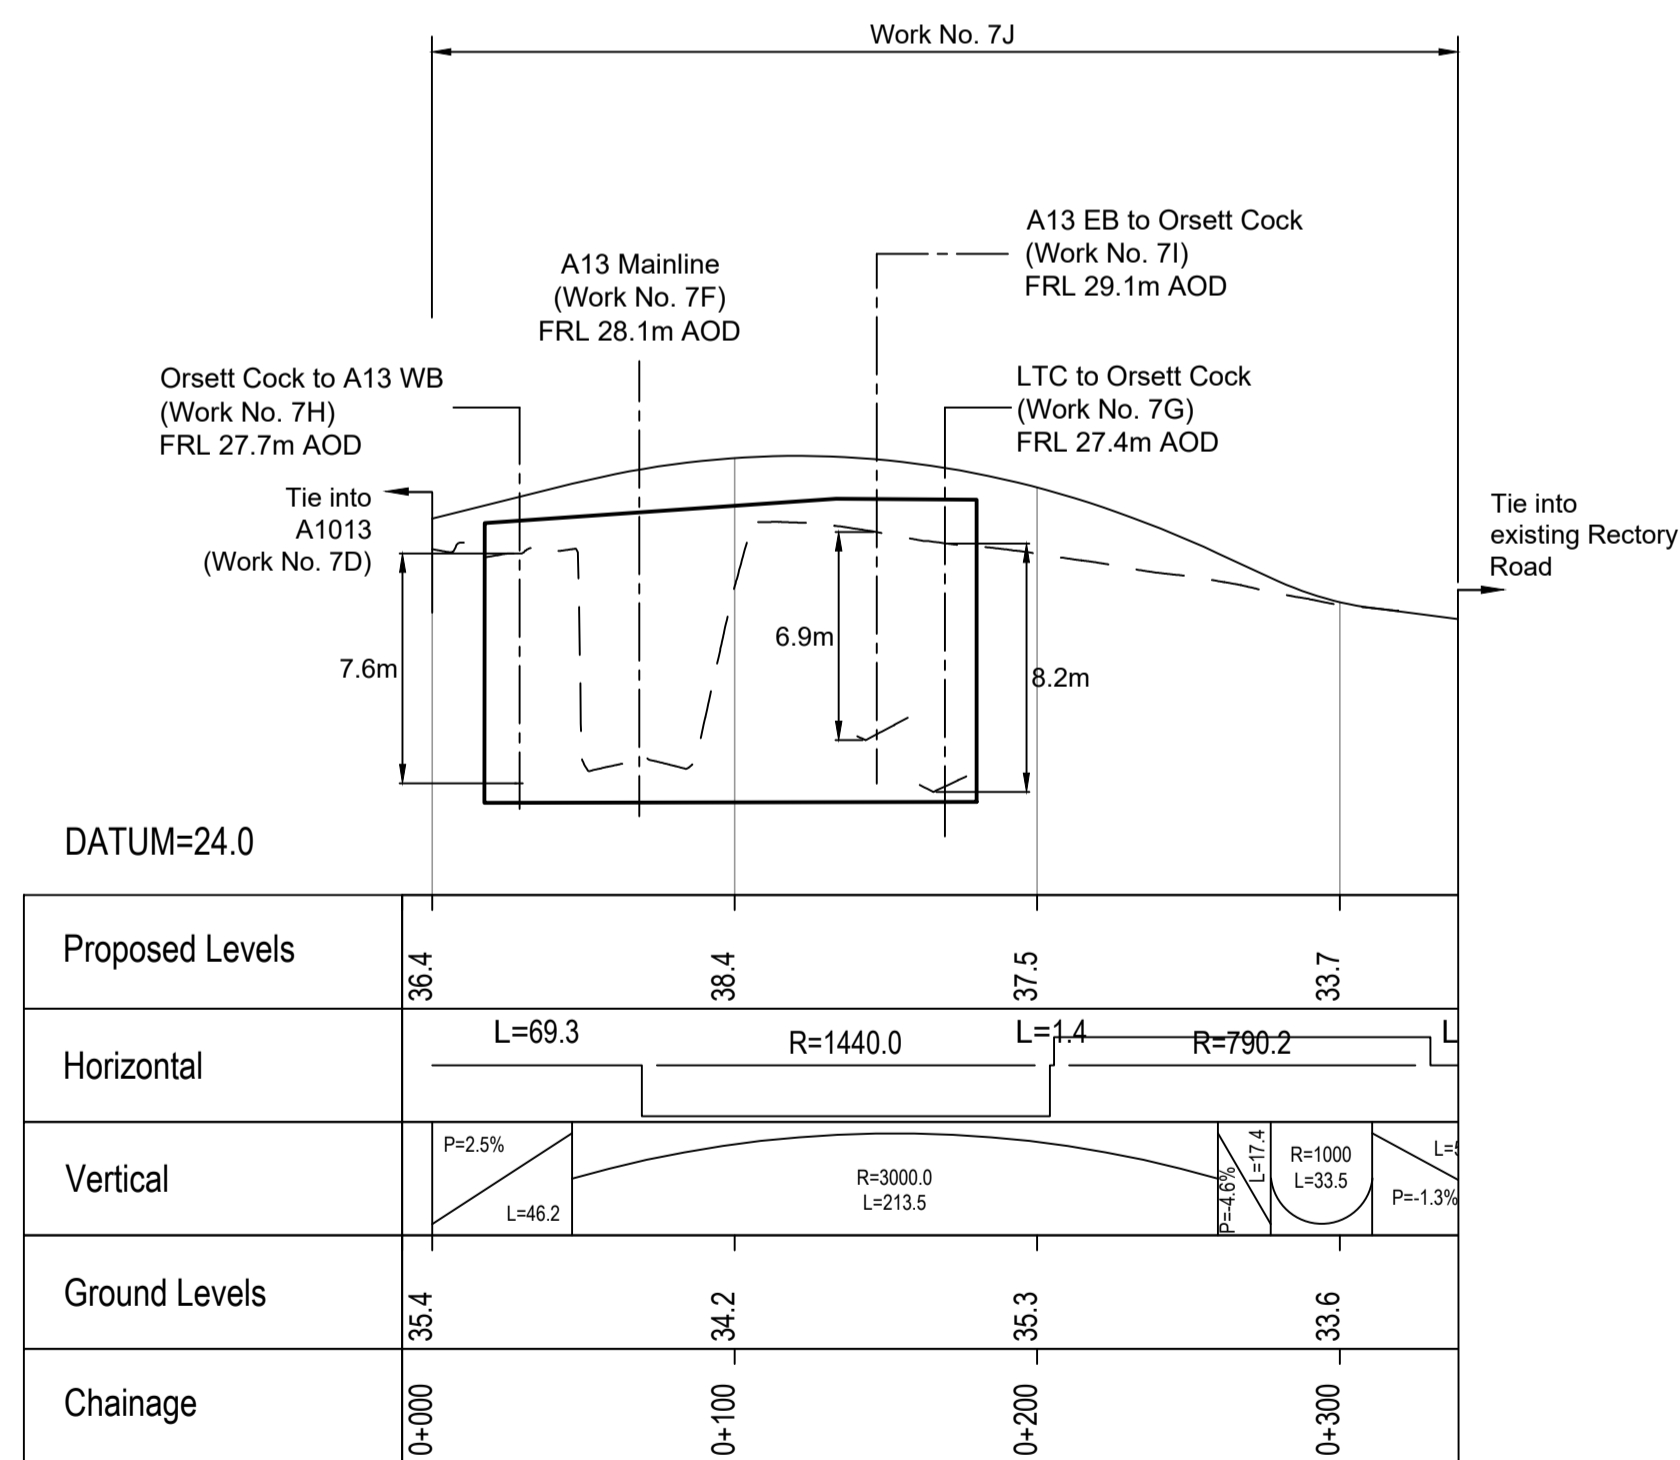 Work No. 7J
A13 EB to Orsett Cock
(Work No. 7I)
FRL 29.1m AOD
A13 Mainline
(Work No. 7F)
FRL 28.1m AOD
Orsett Cock to A13 WB
(Work No. 7H)
FRL 27.7m AOD
LTC to Orsett Cock
(Work No. 7G)
FRL 27.4m AOD
Tie into
A1013
(Work No. 7D)
Tie into
existing Rectory
Road
7.6m
6.9m
8.2m
DATUM=24.0
Proposed Levels
36.4
38.4
37.5
33.7
Horizontal
L=69.3
R=1440.0
L=1.4
R=790.2
L
Vertical
P=2.5%
L=46.2
R=3000.0
L=213.5
P=-4.6%
L=17.4
R=1000
L=33.5
L=
P=-1.3%
Ground Levels
35.4
34.2
35.3
33.6
Chainage
0+000
0+100
0+200
0+300